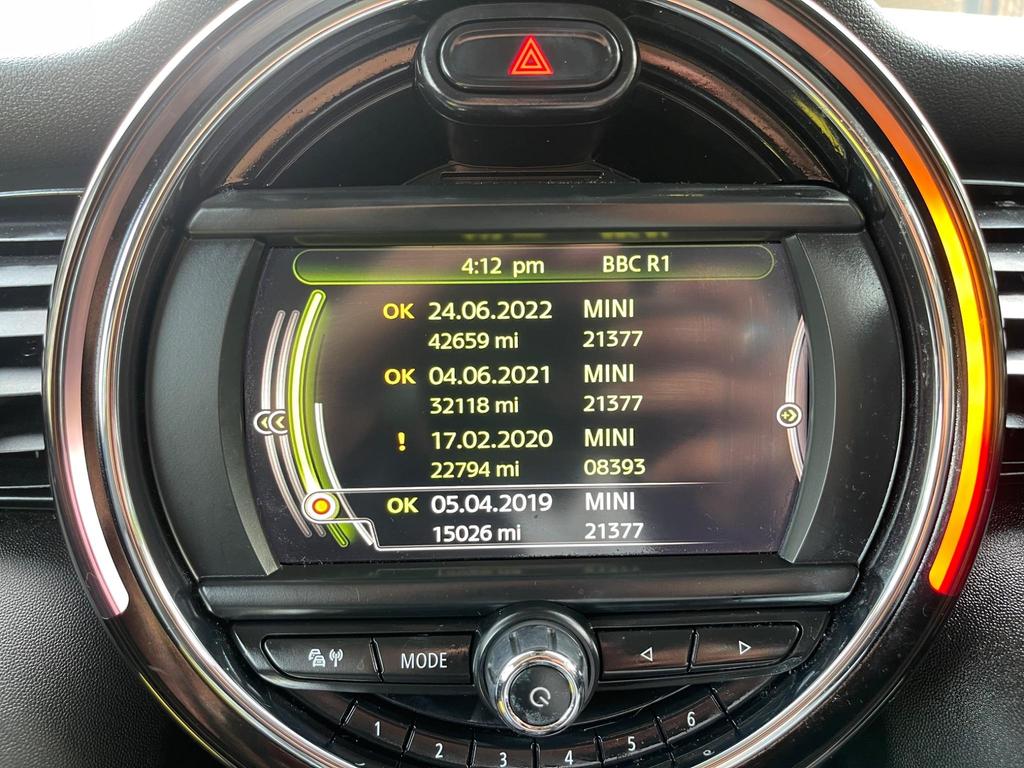 4:12 pm BBC R1
OK 24.06.2022 MINI
42659 mi 21377
OK 04.06.2021 MINI
32118 mi 21377
! 17.02.2020 MINI
22794 mi 08393
OK 05.04.2019 MINI
15026 mi 21377
MODE
1 2 3 4 5 6